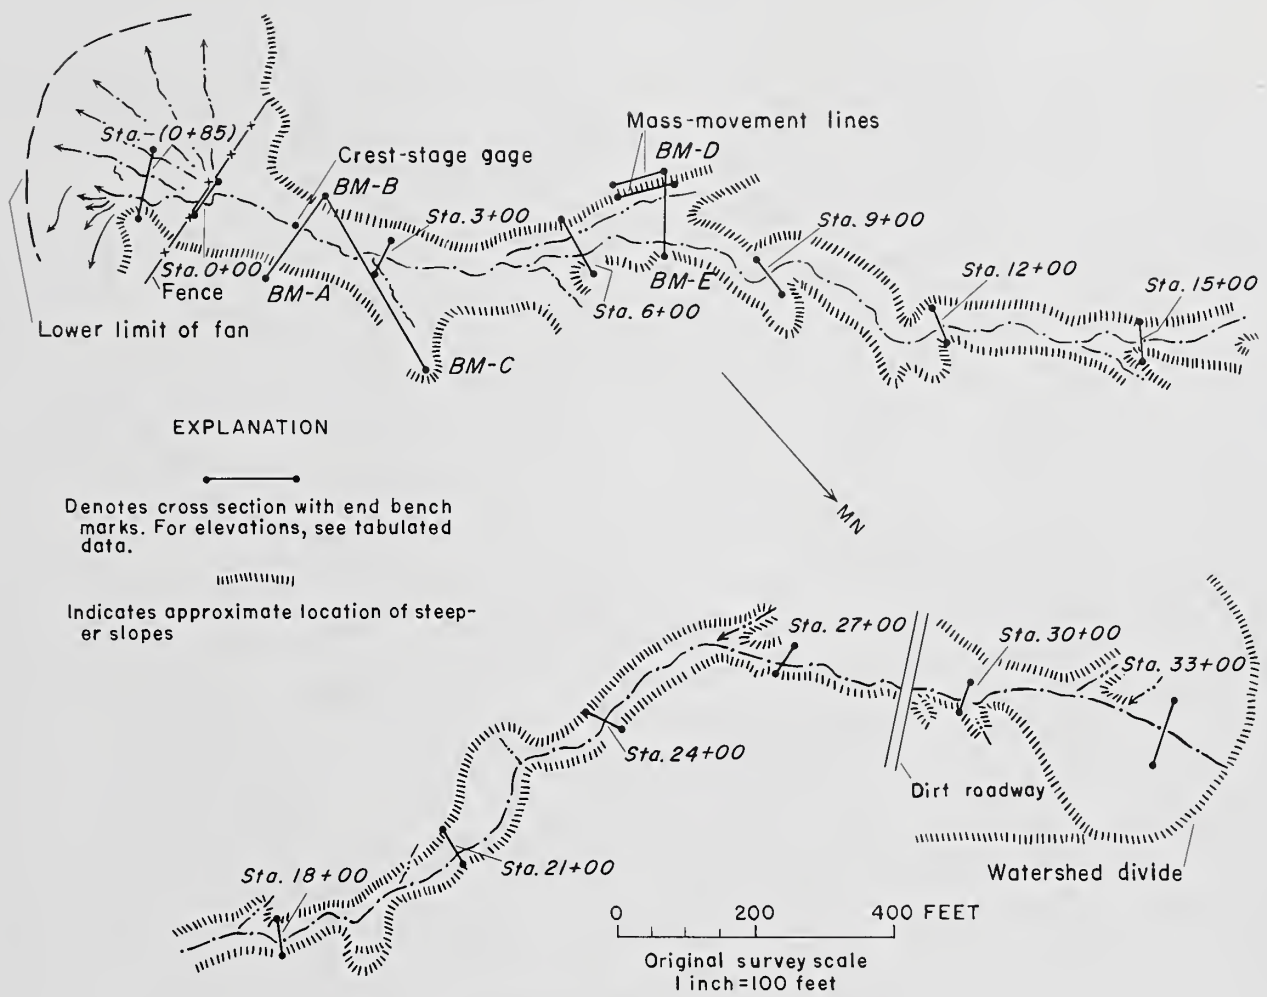 Mass-movement lines
Sta.-(0+85)
BM-D
Crest-stage gage
BM-B
Sta. 3+00
Sta. 9+00
Sta. 0+00
Fence
BM-A
BM-E
Sta. 12+00
Sta. 15+00
Sta. 6+00
Lower limit of fan
BM-C
EXPLANATION
Denotes cross section with end bench
marks. For elevations, see tabulated
data.
MN
Indicates approximate location of steep-
er slopes
Sta. 27+00
Sta. 30+00
Sta. 33+00
Sta. 24+00
Dirt roadway
Sta. 18+00
Sta. 21+00
Watershed divide
0 200 400 FEET
Original survey scale
1 inch=100 feet